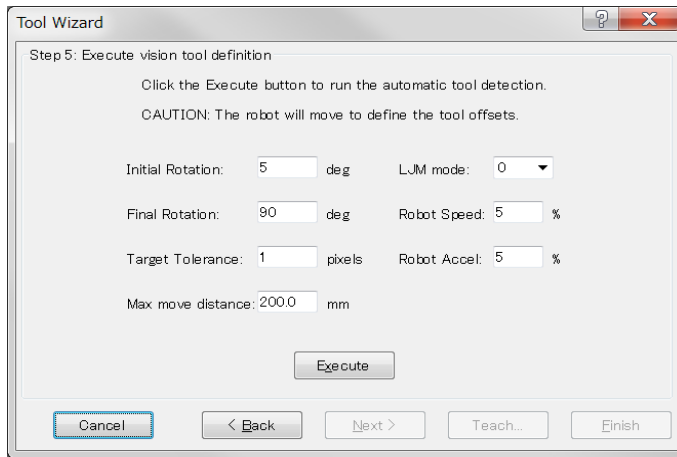 Tool Wizard
?
X
Step 5: Execute vision tool definition
Click the Execute button to run the automatic tool detection.
CAUTION: The robot will move to define the tool offsets.
Initial Rotation: 5 deg LJM mode: 0
Final Rotation: 90 deg Robot Speed: 5 %
Target Tolerance: 1 pixels Robot Accel: 5 %
Max move distance: 200.0 mm
Execute
Cancel < Back Next > Teach... Finish